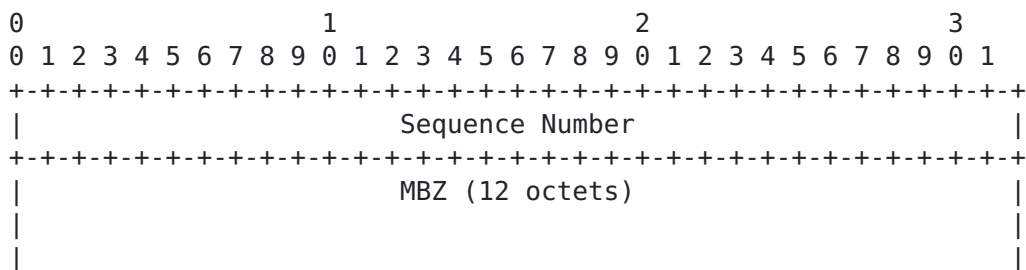 0                   1                   2                   3
0 1 2 3 4 5 6 7 8 9 0 1 2 3 4 5 6 7 8 9 0 1 2 3 4 5 6 7 8 9 0 1
+-+-+-+-+-+-+-+-+-+-+-+-+-+-+-+-+-+-+-+-+-+-+-+-+-+-+-+-+-+-+-+-+
|                        Sequence Number                        |
+-+-+-+-+-+-+-+-+-+-+-+-+-+-+-+-+-+-+-+-+-+-+-+-+-+-+-+-+-+-+-+-+
|                        MBZ (12 octets)                        |
|                                                               |
|                                                               |